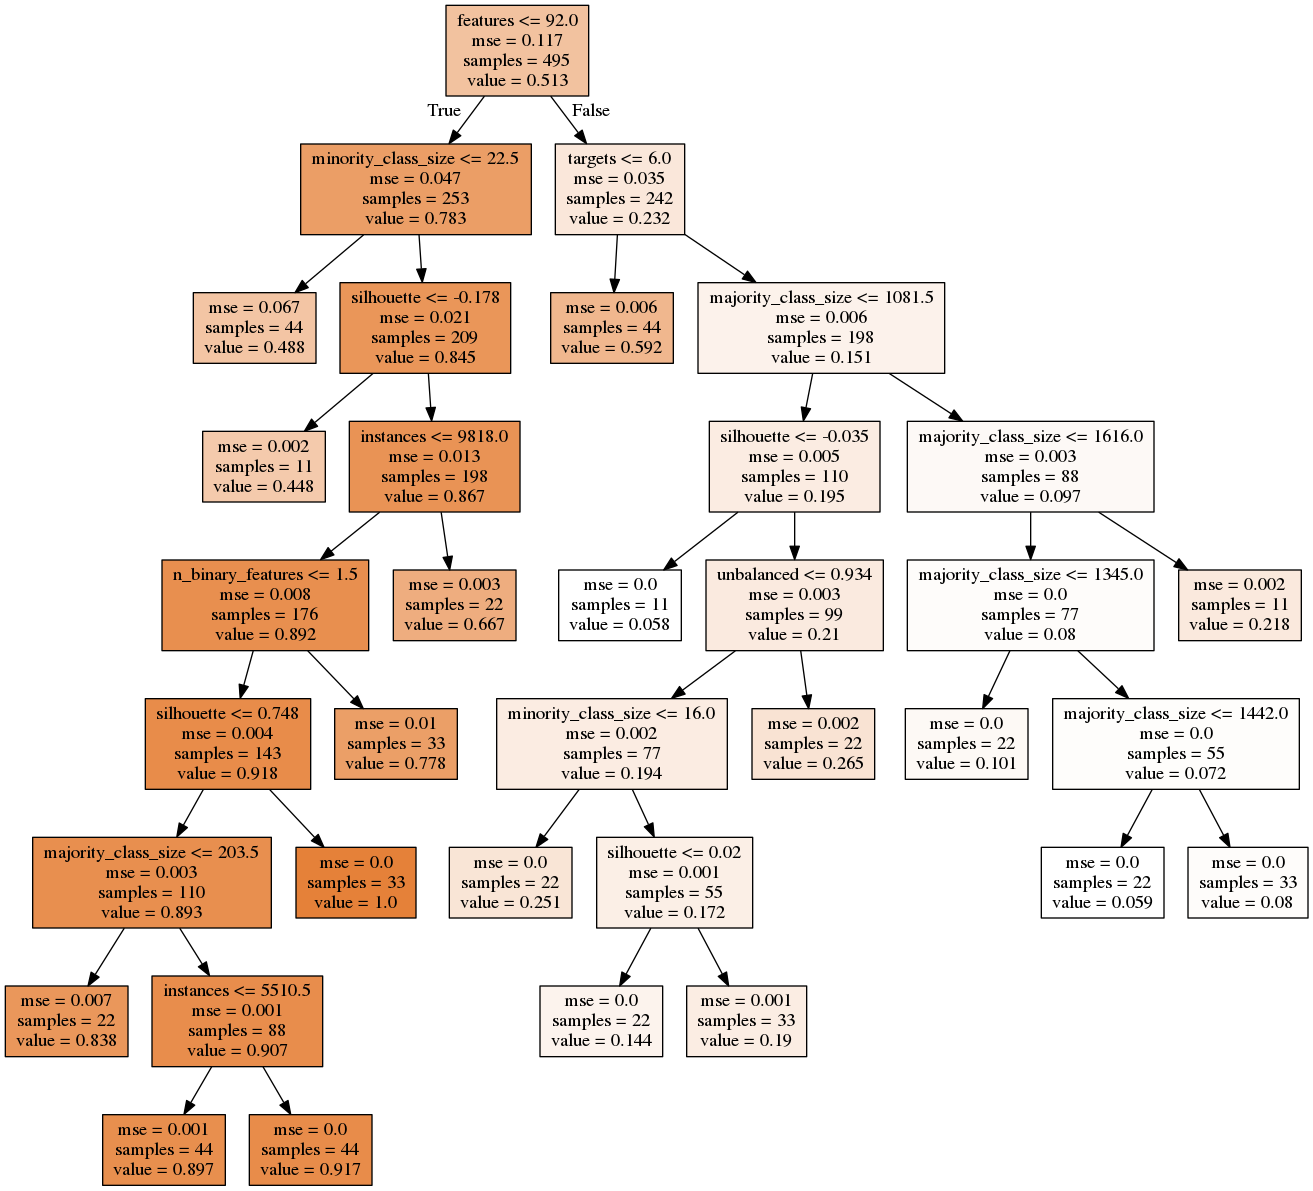 features <= 92.0
mse = 0.117
samples = 495
value = 0.513
True
False
minority_class_size <= 22.5
mse = 0.047
samples = 253
value = 0.783
targets <= 6.0
mse = 0.035
samples = 242
value = 0.232
mse = 0.067
samples = 44
value = 0.488
silhouette <= -0.178
mse = 0.021
samples = 209
value = 0.845
mse = 0.006
samples = 44
value = 0.592
majority_class_size <= 1081.5
mse = 0.006
samples = 198
value = 0.151
mse = 0.002
samples = 11
value = 0.448
instances <= 9818.0
mse = 0.013
samples = 198
value = 0.867
silhouette <= -0.035
mse = 0.005
samples = 110
value = 0.195
majority_class_size <= 1616.0
mse = 0.003
samples = 88
value = 0.097
n_binary_features <= 1.5
mse = 0.008
samples = 176
value = 0.892
mse = 0.003
samples = 22
value = 0.667
mse = 0.0
samples = 11
value = 0.058
unbalanced <= 0.934
mse = 0.003
samples = 99
value = 0.21
majority_class_size <= 1345.0
mse = 0.0
samples = 77
value = 0.08
mse = 0.002
samples = 11
value = 0.218
silhouette <= 0.748
mse = 0.004
samples = 143
value = 0.918
mse = 0.01
samples = 33
value = 0.778
minority_class_size <= 16.0
mse = 0.002
samples = 77
value = 0.194
mse = 0.002
samples = 22
value = 0.265
mse = 0.0
samples = 22
value = 0.101
majority_class_size <= 1442.0
mse = 0.0
samples = 55
value = 0.072
majority_class_size <= 203.5
mse = 0.003
samples = 110
value = 0.893
mse = 0.0
samples = 33
value = 1.0
mse = 0.0
samples = 22
value = 0.251
silhouette <= 0.02
mse = 0.001
samples = 55
value = 0.172
mse = 0.0
samples = 22
value = 0.059
mse = 0.0
samples = 33
value = 0.08
mse = 0.007
samples = 22
value = 0.838
instances <= 5510.5
mse = 0.001
samples = 88
value = 0.907
mse = 0.0
samples = 22
value = 0.144
mse = 0.001
samples = 33
value = 0.19
mse = 0.001
samples = 44
value = 0.897
mse = 0.0
samples = 44
value = 0.917